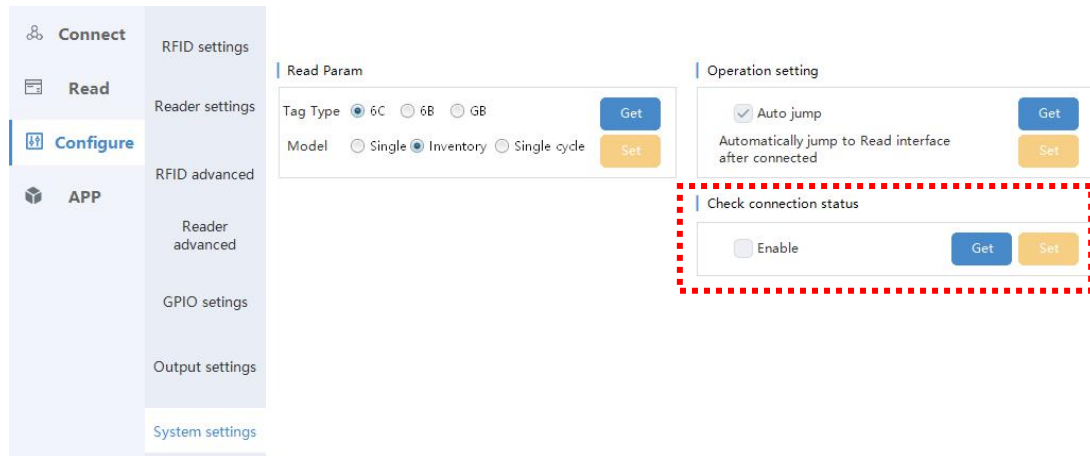 Connect
Read
Configure
APP
RFID settings
Reader settings
RFID advanced
Reader
advanced
GPIO setings
Output settings
System settings
Read Param
Tag Type 6C 6B GB Get
Model Single Inventory Single cycle Set
Operation setting
Auto jump Get
Automatically jump to Read interface
after connected Set
Check connection status
Enable Get Set